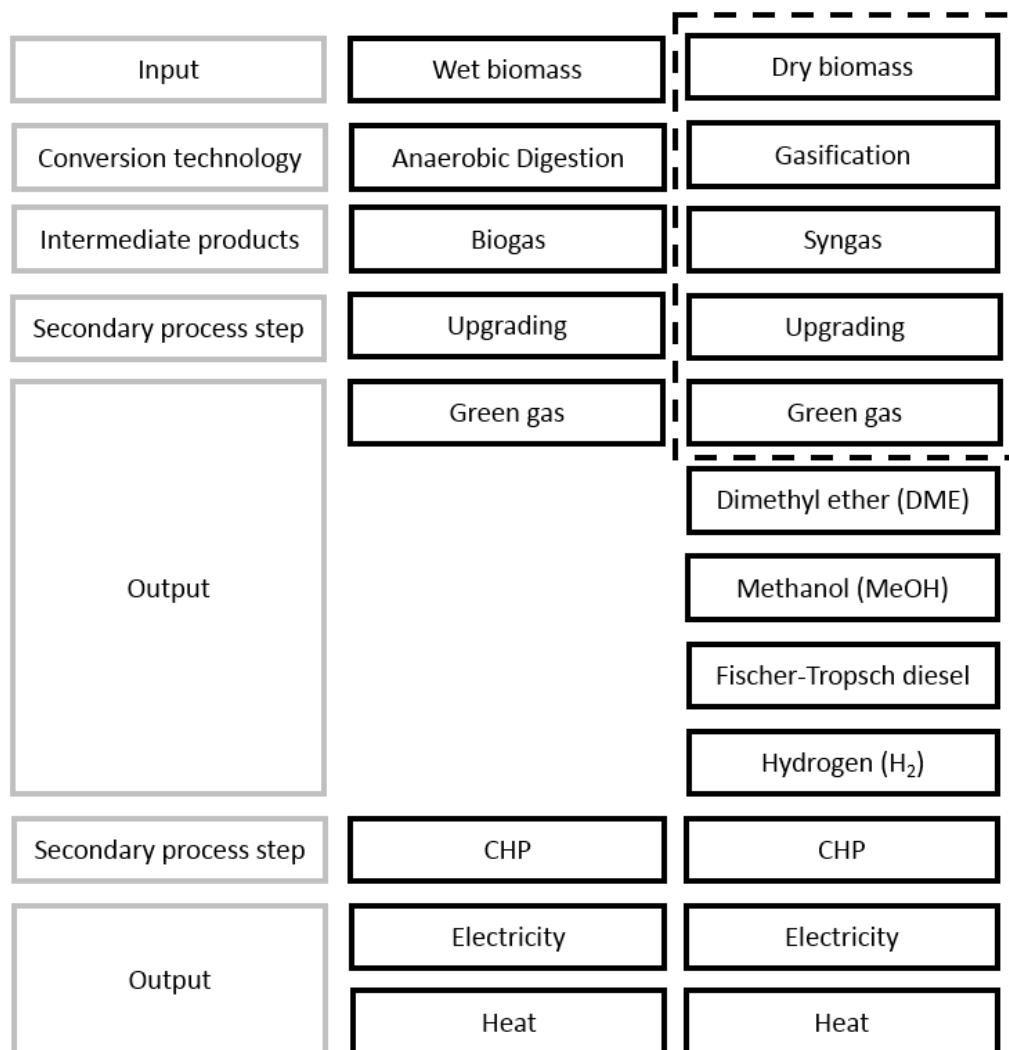 Input
Wet biomass
Dry biomass
Conversion technology
Anaerobic Digestion
Gasification
Intermediate products
Biogas
Syngas
Secondary process step
Upgrading
Upgrading
Output
Green gas
Green gas
Dimethyl ether (DME)
Methanol (MeOH)
Fischer-Tropsch diesel
Hydrogen (H₂)
Secondary process step
CHP
CHP
Output
Electricity
Electricity
Heat
Heat